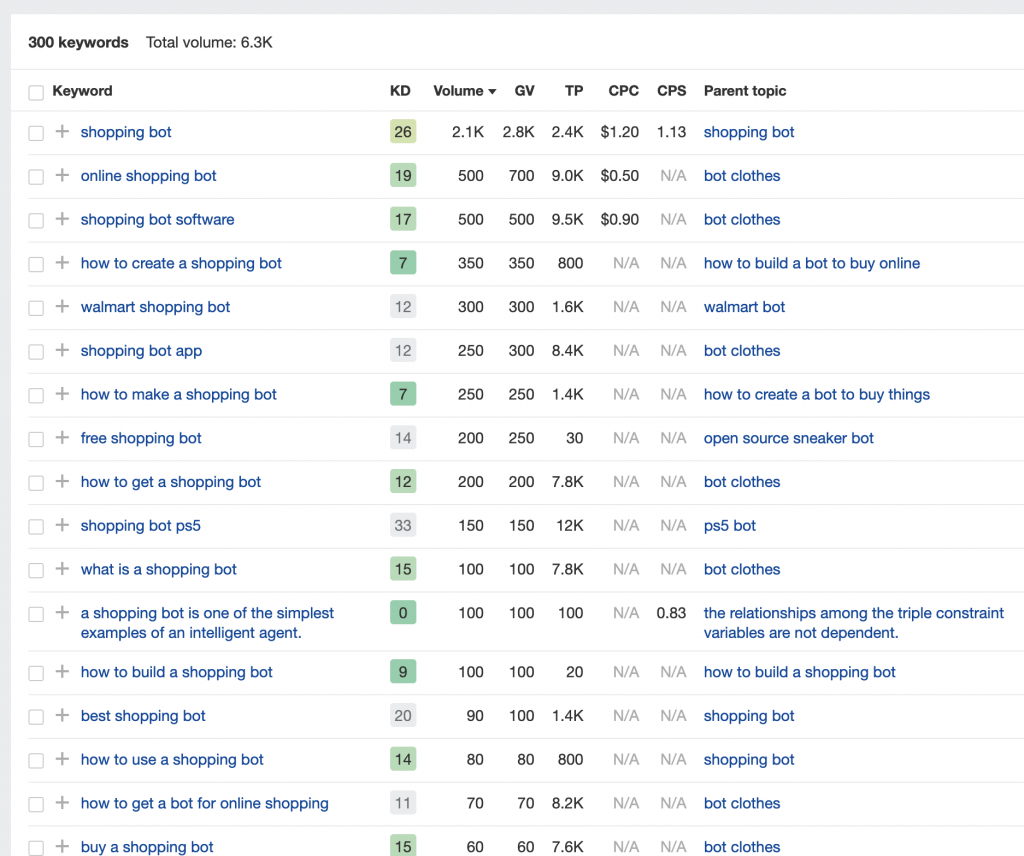 300 keywords Total volume: 6.3K
Keyword KD Volume GV TP CPC CPS Parent topic
shopping bot 26 2.1K 2.8K 2.4K $1.20 1.13 shopping bot
online shopping bot 19 500 700 9.0K $0.50 N/A bot clothes
shopping bot software 17 500 500 9.5K $0.90 N/A bot clothes
how to create a shopping bot 7 350 350 800 N/A N/A how to build a bot to buy online
walmart shopping bot 12 300 300 1.6K N/A N/A walmart bot
shopping bot app 12 250 300 8.4K N/A N/A bot clothes
how to make a shopping bot 7 250 250 1.4K N/A N/A how to create a bot to buy things
free shopping bot 14 200 250 30 N/A N/A open source sneaker bot
how to get a shopping bot 12 200 200 7.8K N/A N/A bot clothes
shopping bot ps5 33 150 150 12K N/A N/A ps5 bot
what is a shopping bot 15 100 100 7.8K N/A N/A bot clothes
a shopping bot is one of the simplest 0 100 100 100 N/A 0.83 the relationships among the triple constraint
examples of an intelligent agent. variables are not dependent.
how to build a shopping bot 9 100 100 20 N/A N/A how to build a shopping bot
best shopping bot 20 90 100 1.4K N/A N/A shopping bot
how to use a shopping bot 14 80 80 800 N/A N/A shopping bot
how to get a bot for online shopping 11 70 70 8.2K N/A N/A bot clothes
buy a shopping bot 15 60 60 7.6K N/A N/A bot clothes